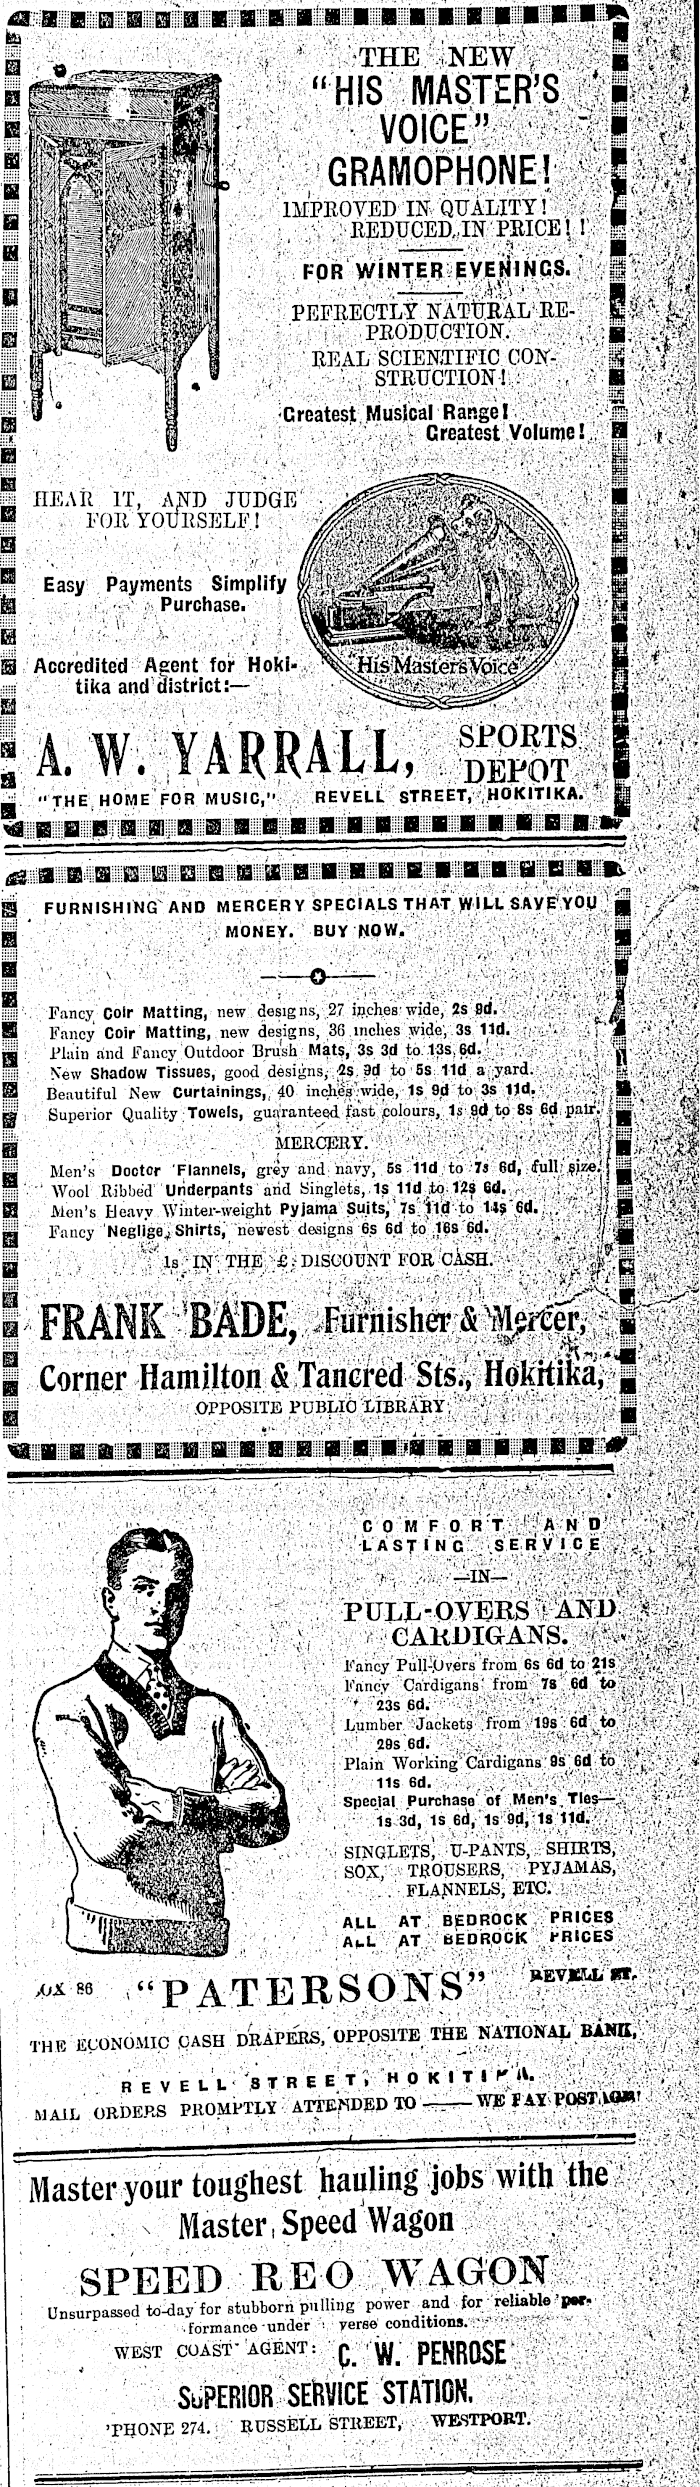 THE NEW
"HIS MASTER'S
VOICE"
GRAMOPHONE!
IMPROVED IN QUALITY!
REDUCED IN PRICE!!
FOR WINTER EVENINGS.
PEFRECTLY NATURAL RE-
PRODUCTION.
REAL SCIENTIFIC CON-
STRUCTION!
Greatest Musical Range!
Greatest Volume!
HEAR IT, AND JUDGE
FOR YOURSELF!
Easy Payments Simplify
Purchase.
Accredited Agent for Hoki-
tika and district:—
"His Master's Voice"
A. W. YARRALL, SPORTS
DEPOT
"THE HOME FOR MUSIC," REVELL STREET, HOKITIKA.
FURNISHING AND MERCERY SPECIALS THAT WILL SAVE YOU
MONEY. BUY NOW.
Fancy Coir Matting, new designs, 27 inches wide, 2s 9d.
Fancy Coir Matting, new designs, 36 inches wide, 3s 11d.
Plain and Fancy Outdoor Brush Mats, 3s 3d to 13s 6d.
New Shadow Tissues, good designs, 2s 9d to 5s 11d a yard.
Beautiful New Curtainings, 40 inches wide, 1s 9d to 3s 11d.
Superior Quality Towels, guaranteed fast colours, 1s 9d to 8s 6d pair.
MERCERY.
Men's Doctor Flannels, grey and navy, 5s 11d to 7s 6d, full size.
Wool Ribbed Underpants and Singlets, 1s 11d to 12s 6d.
Men's Heavy Winter-weight Pyjama Suits, 7s 11d to 14s 6d.
Fancy Neglige Shirts, newest designs 6s 6d to 16s 6d.
1s IN THE £ DISCOUNT FOR CASH.
FRANK BADE, Furnisher & Mercer,
Corner Hamilton & Tancred Sts., Hokitika,
OPPOSITE PUBLIC LIBRARY
COMFORT AND
LASTING SERVICE
—IN—
PULL-OVERS AND
CARDIGANS.
Fancy Pull-Overs from 6s 6d to 21s
Fancy Cardigans from 7s 6d to
23s 6d.
Lumber Jackets from 19s 6d to
29s 6d.
Plain Working Cardigans 9s 6d to
11s 6d.
Special Purchase of Men's Ties—
1s 3d, 1s 6d, 1s 9d, 1s 11d.
SINGLETS, U-PANTS, SHIRTS,
SOX, TROUSERS, PYJAMAS,
FLANNELS, ETC.
ALL AT BEDROCK PRICES
ALL AT BEDROCK PRICES
86 "PATERSONS" REVELL ST.
THE ECONOMIC CASH DRAPERS, OPPOSITE THE NATIONAL BANK,
REVELL STREET, HOKITIKA.
MAIL ORDERS PROMPTLY ATTENDED TO —— WE PAY POSTAGE
Master your toughest hauling jobs with the
Master Speed Wagon
SPEED REO WAGON
Unsurpassed to-day for stubborn pulling power and for reliable per-
formance under verse conditions.
WEST COAST AGENT: C. W. PENROSE
SUPERIOR SERVICE STATION.
'PHONE 274. RUSSELL STREET, WESTPORT.